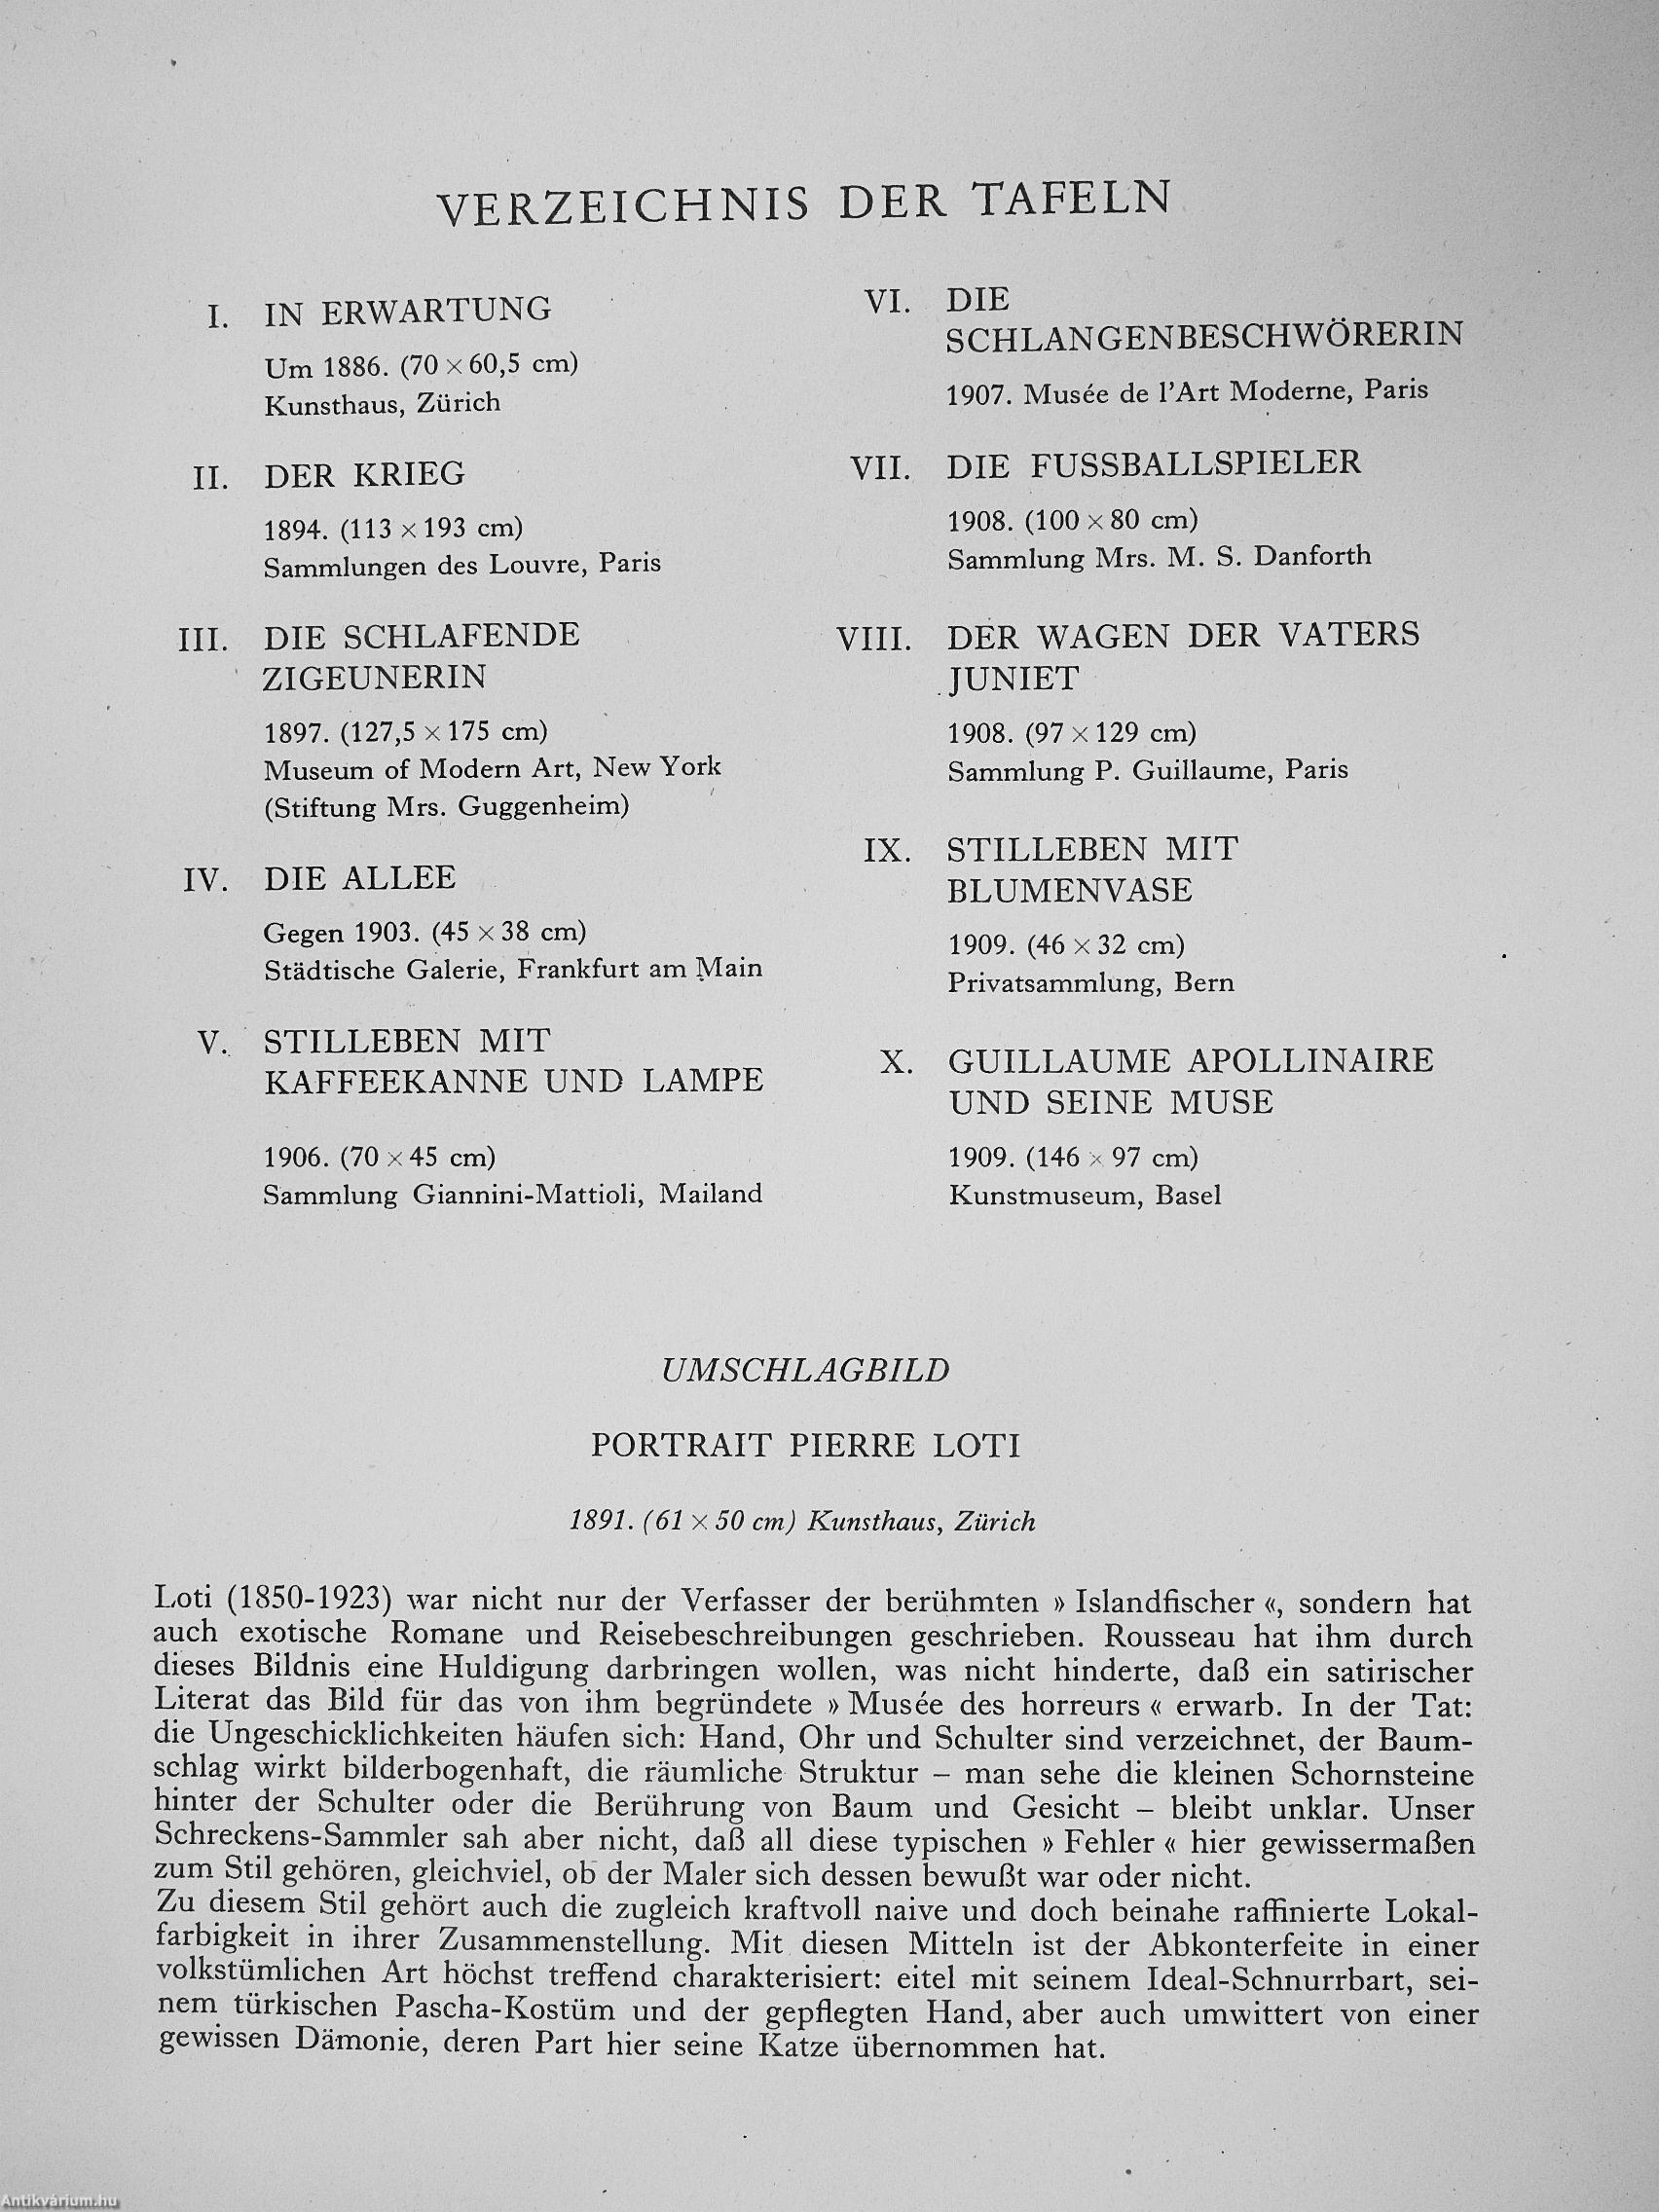 VERZEICHNIS DER TAFELN
I. IN ERWARTUNG
Um 1886. (70 × 60,5 cm)
Kunsthaus, Zürich
II. DER KRIEG
1894. (113 × 193 cm)
Sammlungen des Louvre, Paris
III. DIE SCHLAFENDE
ZIGEUNERIN
1897. (127,5 × 175 cm)
Museum of Modern Art, New York
(Stiftung Mrs. Guggenheim)
IV. DIE ALLEE
Gegen 1903. (45 × 38 cm)
Städtische Galerie, Frankfurt am Main
V. STILLEBEN MIT
KAFFEEKANNE UND LAMPE
1906. (70 × 45 cm)
Sammlung Giannini-Mattioli, Mailand
VI. DIE
SCHLANGENBESCHWÖRERIN
1907. Musée de l'Art Moderne, Paris
VII. DIE FUSSBALLSPIELER
1908. (100 × 80 cm)
Sammlung Mrs. M. S. Danforth
VIII. DER WAGEN DER VATERS
JUNIET
1908. (97 × 129 cm)
Sammlung P. Guillaume, Paris
IX. STILLEBEN MIT
BLUMENVASE
1909. (46 × 32 cm)
Privatsammlung, Bern
X. GUILLAUME APOLLINAIRE
UND SEINE MUSE
1909. (146 × 97 cm)
Kunstmuseum, Basel
UMSCHLAGBILD
PORTRAIT PIERRE LOTI
1891. (61 × 50 cm) Kunsthaus, Zürich
Loti (1850-1923) war nicht nur der Verfasser der berühmten » Islandfischer «, sondern hat
auch exotische Romane und Reisebeschreibungen geschrieben. Rousseau hat ihm durch
dieses Bildnis eine Huldigung darbringen wollen, was nicht hinderte, daß ein satirischer
Literat das Bild für das von ihm begründete » Musée des horreurs « erwarb. In der Tat:
die Ungeschicklichkeiten häufen sich: Hand, Ohr und Schulter sind verzeichnet, der Baum-
schlag wirkt bilderbogenhaft, die räumliche Struktur – man sehe die kleinen Schornsteine
hinter der Schulter oder die Berührung von Baum und Gesicht – bleibt unklar. Unser
Schreckens-Sammler sah aber nicht, daß all diese typischen » Fehler « hier gewissermaßen
zum Stil gehören, gleichviel, ob der Maler sich dessen bewußt war oder nicht.
Zu diesem Stil gehört auch die zugleich kraftvoll naive und doch beinahe raffinierte Lokal-
farbigkeit in ihrer Zusammenstellung. Mit diesen Mitteln ist der Abkonterfeite in einer
volkstümlichen Art höchst treffend charakterisiert: eitel mit seinem Ideal-Schnurrbart, sei-
nem türkischen Pascha-Kostüm und der gepflegten Hand, aber auch umwittert von einer
gewissen Dämonie, deren Part hier seine Katze übernommen hat.
Antikvárium.hu